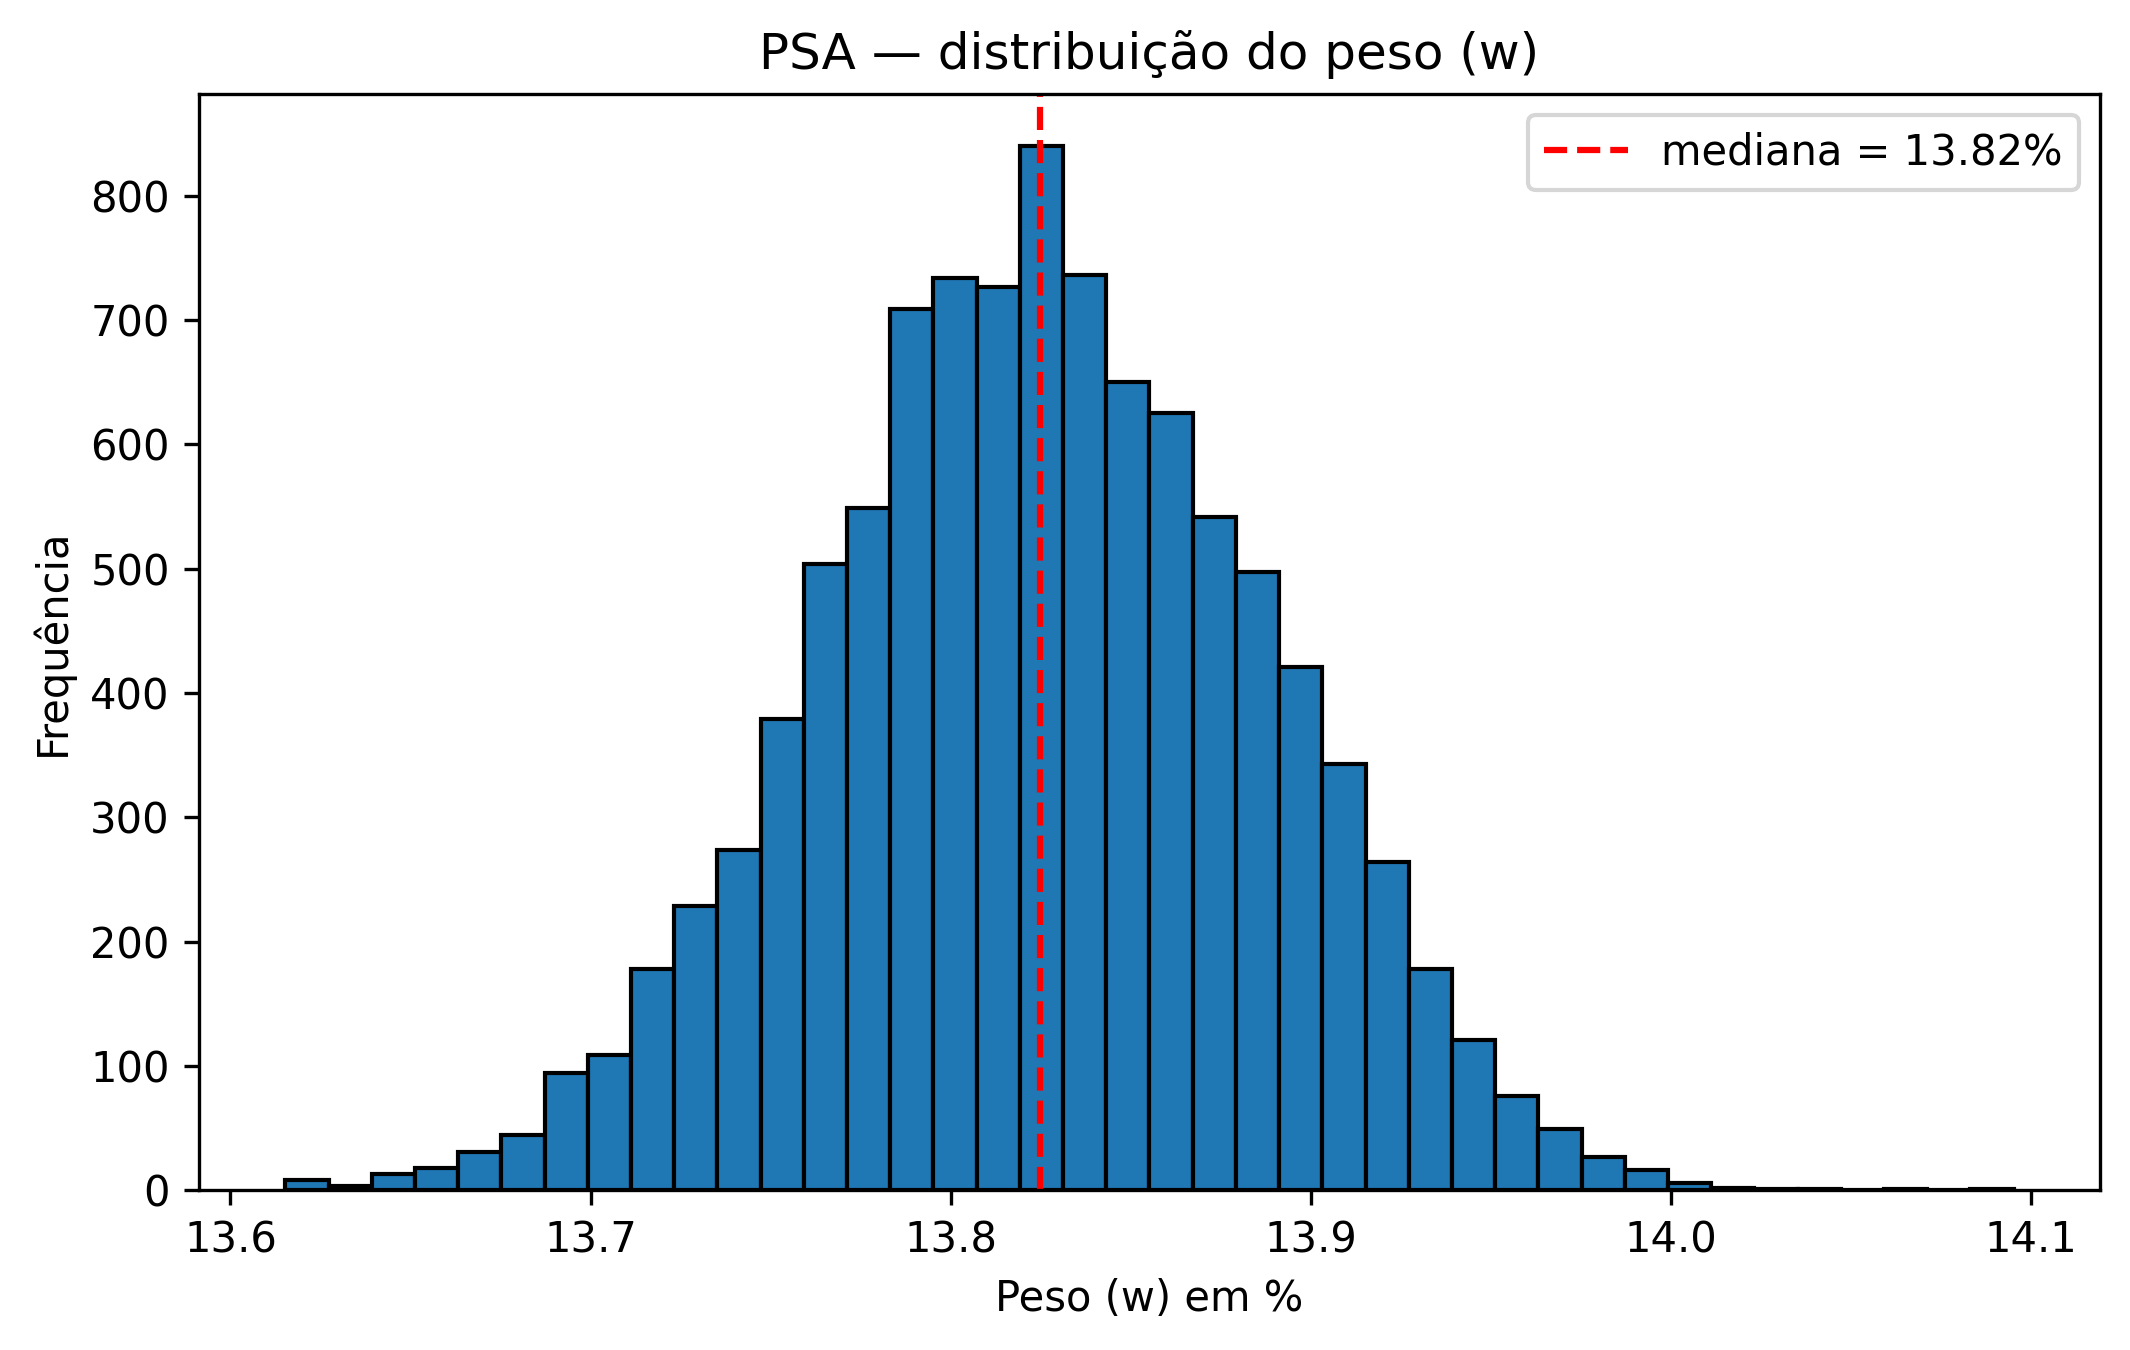 PSA — distribuição do peso (w)
mediana = 13.82%
Frequência
800
700
600
500
400
300
200
100
0
13.6 13.7 13.8 13.9 14.0 14.1
Peso (w) em %